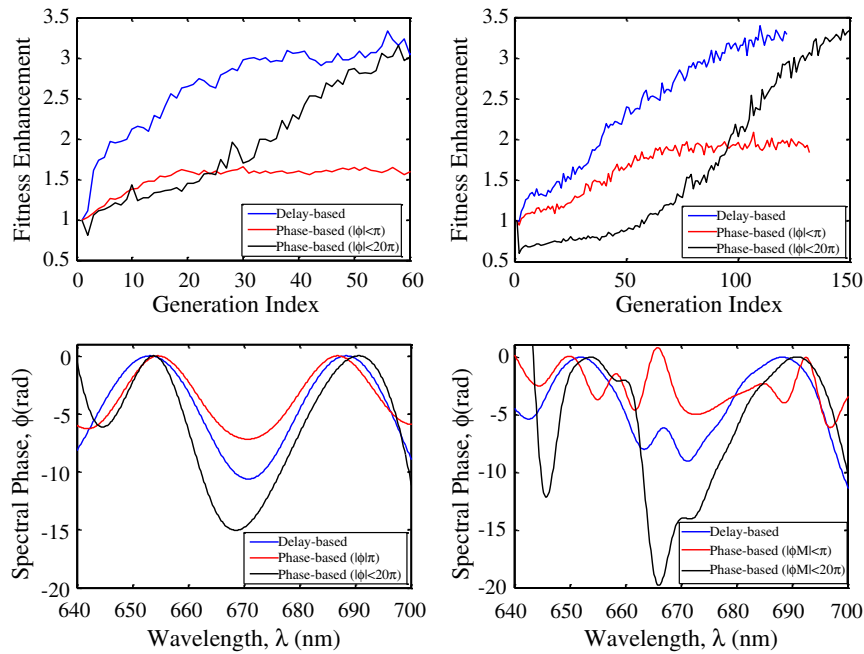 3.5
3
2.5
2
1.5
1
0.5
0 10 20 30 40 50 60
Fitness Enhancement
Generation Index
Delay-based
Phase-based (|ϕ|<π)
Phase-based (|ϕ|<20π)
3.5
3
2.5
2
1.5
1
0.5
0 50 100 150
Fitness Enhancement
Generation Index
Delay-based
Phase-based (|ϕ|<π)
Phase-based (|ϕ|<20π)
0
-5
-10
-15
-20
640 650 660 670 680 690 700
Spectral Phase, ϕ(rad)
Wavelength, λ (nm)
Delay-based
Phase-based (|ϕ|π)
Phase-based (|ϕ|<20π)
0
-5
-10
-15
-20
640 650 660 670 680 690 700
Spectral Phase, ϕ(rad)
Wavelength, λ (nm)
Delay-based
Phase-based (|ϕM|<π)
Phase-based (|ϕM|<20π)